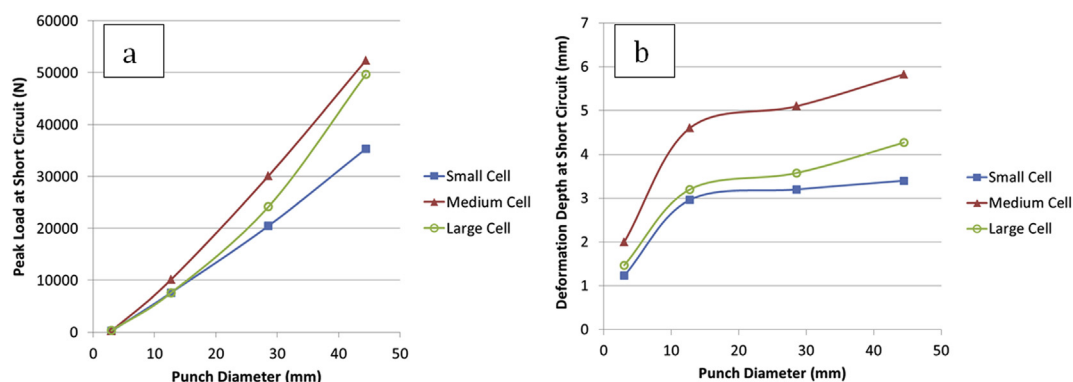 a
Peak Load at Short Circuit (N)
60000
50000
40000
30000
20000
10000
0
0 10 20 30 40 50
Punch Diameter (mm)
Small Cell
Medium Cell
Large Cell
b
Deformation Depth at Short Circuit (mm)
7
6
5
4
3
2
1
0
0 10 20 30 40 50
Punch Diameter (mm)
Small Cell
Medium Cell
Large Cell